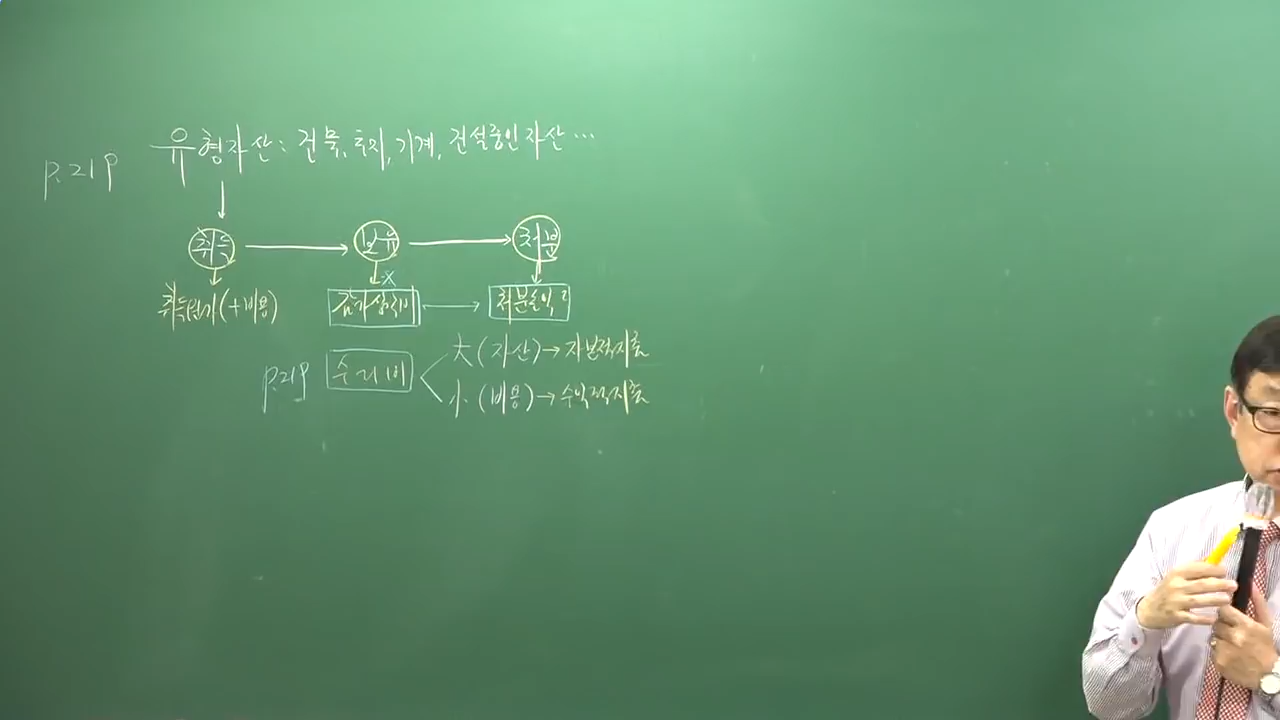 유형자산: 건물, 토지, 기계, 건설중인자산…
p.219
취득 → 보유 → 처분
x
취득원가(+비용) 감가상각비 처분손익
大(자산)→자본적지출
p.219 수리비
小(비용)→수익적지출